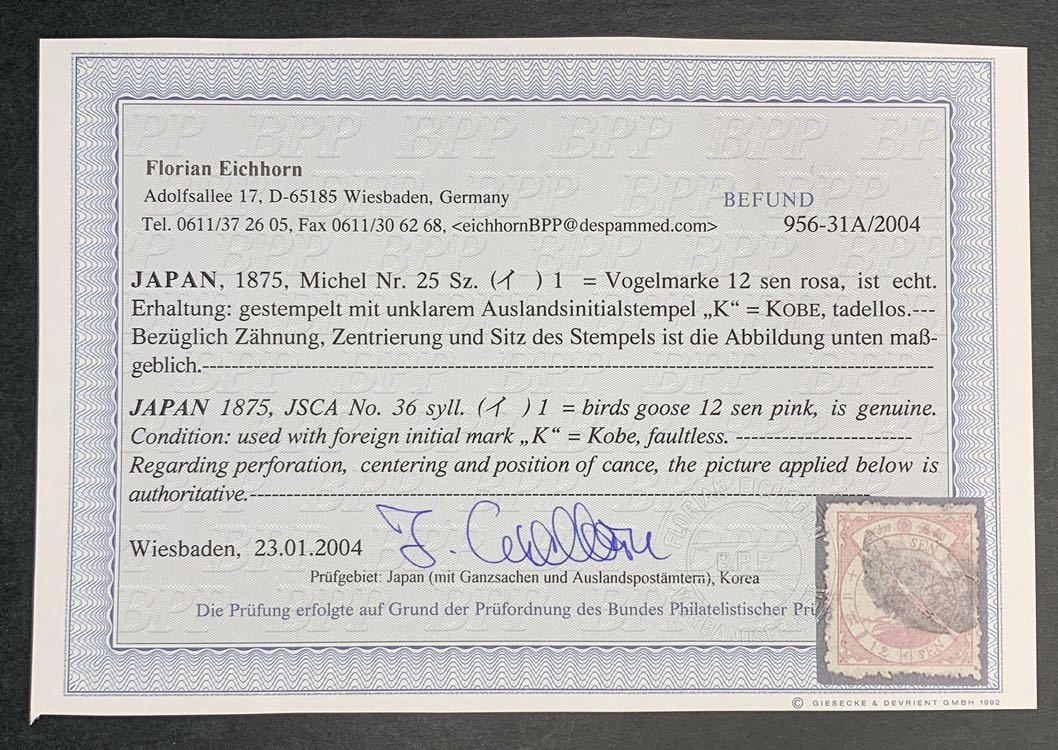 Florian Eichhorn
Adolfsallee 17, D-65185 Wiesbaden, Germany
BEFUND
Tel. 0611/37 26 05, Fax 0611/30 62 68, <eichhornBPP@despammed.com>
956-31A/2004
JAPAN, 1875, Michel Nr. 25 Sz. (イ ) 1 = Vogelmarke 12 sen rosa, ist echt.
Erhaltung: gestempelt mit unklarem Auslandsinitialstempel „K“ = KOBE, tadellos.---
Bezüglich Zähnung, Zentrierung und Sitz des Stempels ist die Abbildung unten maß-
geblich.------------------------------------------------------------------------------------------------
JAPAN 1875, JSCA No. 36 syll. (イ ) 1 = birds goose 12 sen pink, is genuine.
Condition: used with foreign initial mark „K“ = Kobe, faultless. ------------------------
Regarding perforation, centering and position of cance, the picture applied below is
authoritative.----------------------------------------------------------------------------------
Wiesbaden, 23.01.2004
F. Eichhorn
Prüfgebiet: Japan (mit Ganzsachen und Auslandspostämtern), Korea
Die Prüfung erfolgte auf Grund der Prüfordnung des Bundes Philatelistischer Prü
FLORIAN EICHHORN
B.P.P.
SEN
12 SEN
© GIESECKE & DEVRIENT GMBH 1992